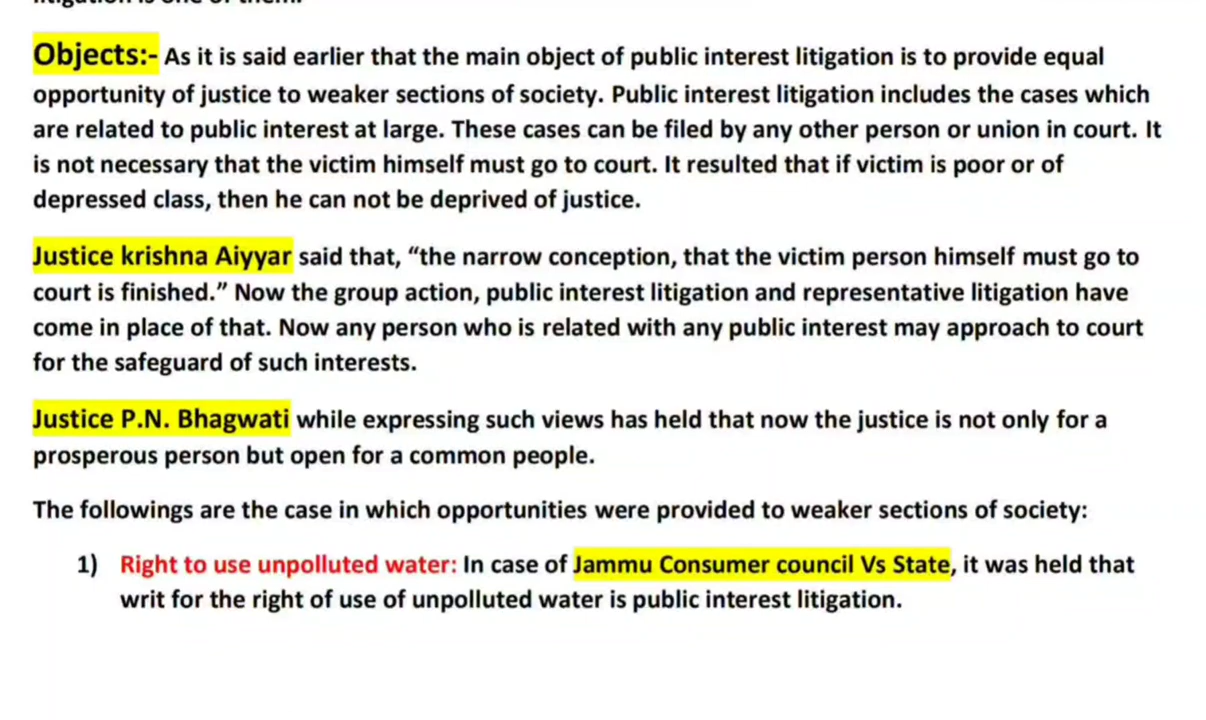 Objects:- As it is said earlier that the main object of public interest litigation is to provide equal
opportunity of justice to weaker sections of society. Public interest litigation includes the cases which
are related to public interest at large. These cases can be filed by any other person or union in court. It
is not necessary that the victim himself must go to court. It resulted that if victim is poor or of
depressed class, then he can not be deprived of justice.
Justice krishna Aiyyar said that, “the narrow conception, that the victim person himself must go to
court is finished.” Now the group action, public interest litigation and representative litigation have
come in place of that. Now any person who is related with any public interest may approach to court
for the safeguard of such interests.
Justice P.N. Bhagwati while expressing such views has held that now the justice is not only for a
prosperous person but open for a common people.
The followings are the case in which opportunities were provided to weaker sections of society:
1) Right to use unpolluted water: In case of Jammu Consumer council Vs State, it was held that
writ for the right of use of unpolluted water is public interest litigation.